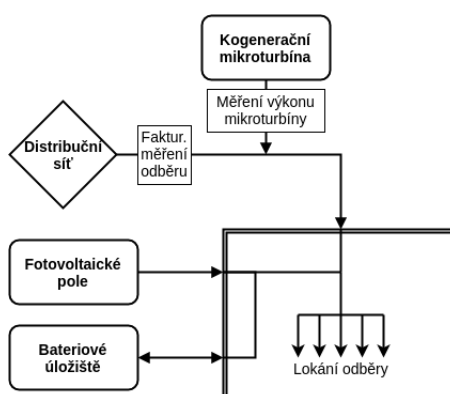 Kogenerační
mikroturbína
Měření výkonu
mikroturbíny
Distribuční
síť
Faktur.
měření
odběru
Fotovoltaické
pole
Bateriové
úložiště
Lokání odběry